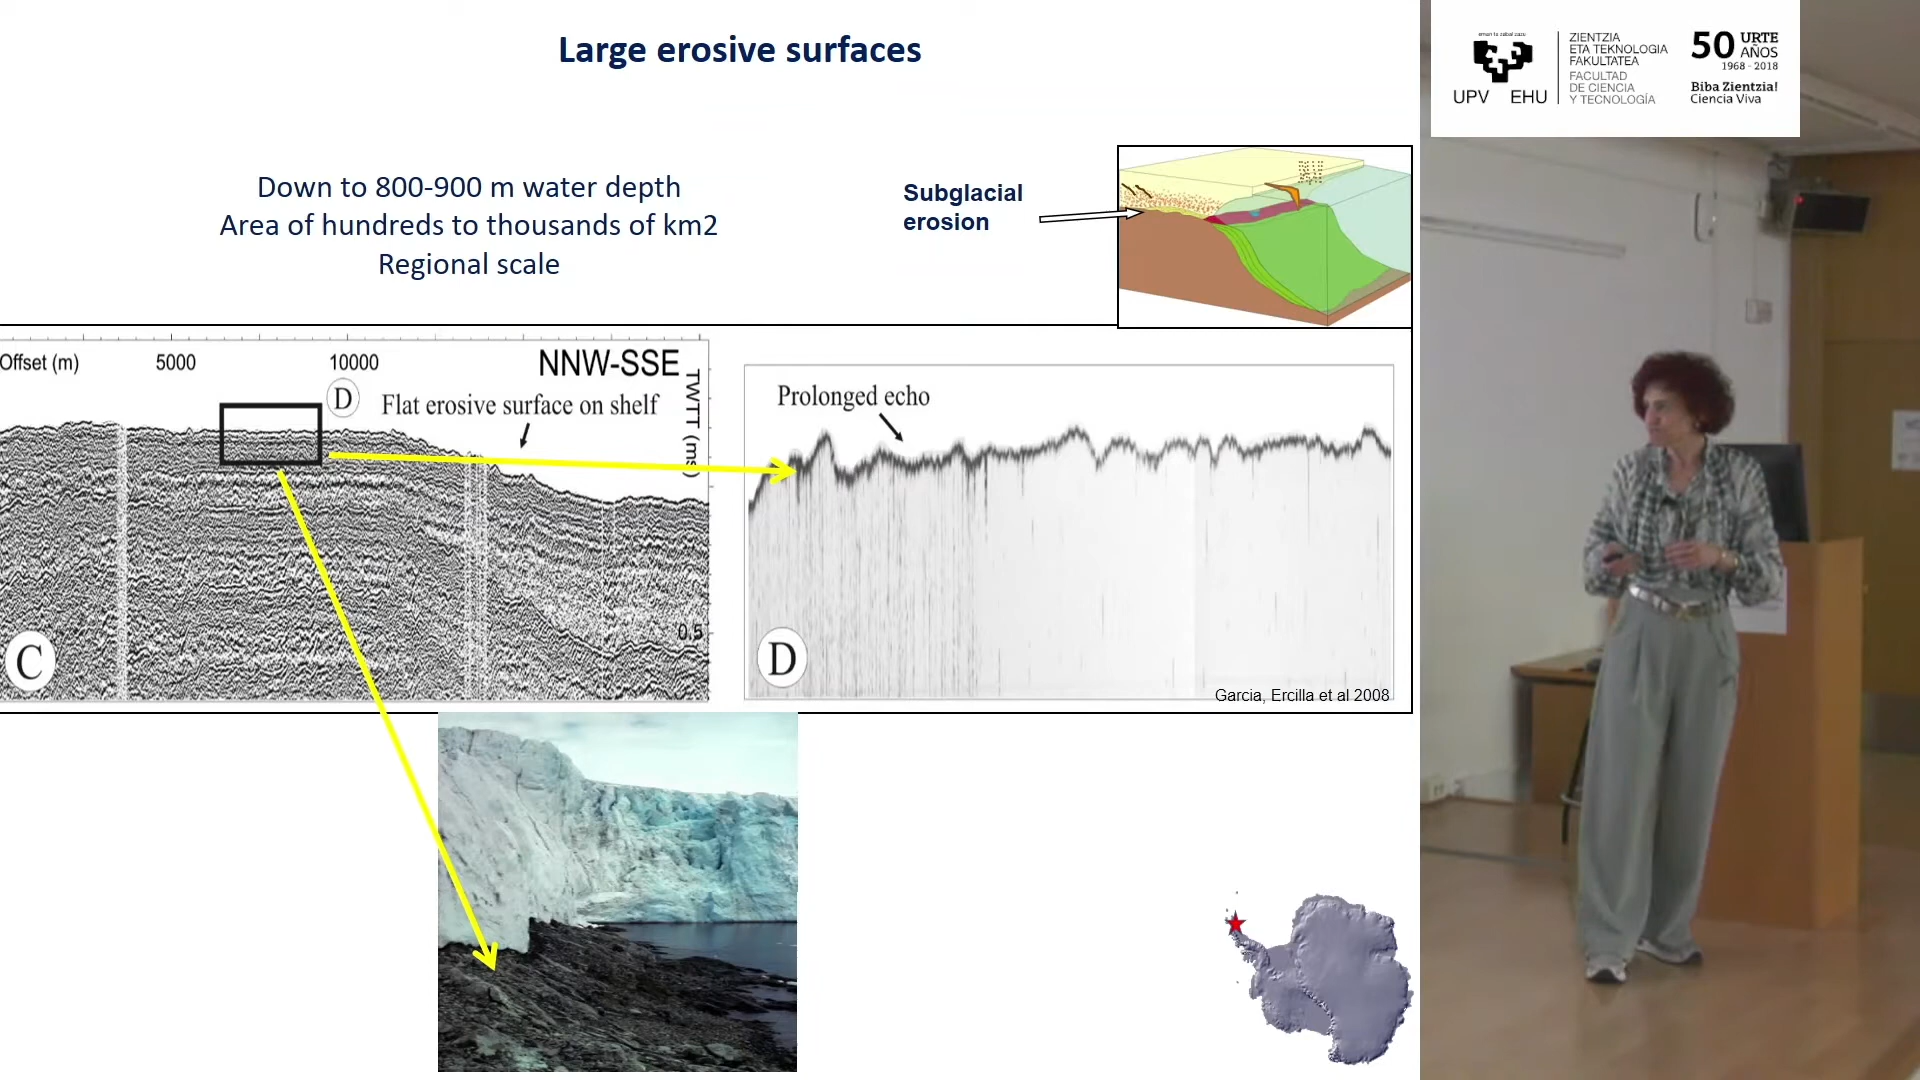 Large erosive surfaces
Down to 800-900 m water depth
Area of hundreds to thousands of km2
Regional scale
Subglacial
erosion
Offset (m)
5000
10000
NNW-SSE
D
Flat erosive surface on shelf
TWTT (ms)
0.5
C
Prolonged echo
D
Garcia, Ercilla et al 2008
eman ta zabal zazu
UPV EHU
ZIENTZIA
ETA TEKNOLOGIA
FAKULTATEA
FACULTAD
DE CIENCIA
Y TECNOLOGÍA
50 URTE
AÑOS
1968 - 2018
Biba Zientzia!
Ciencia Viva